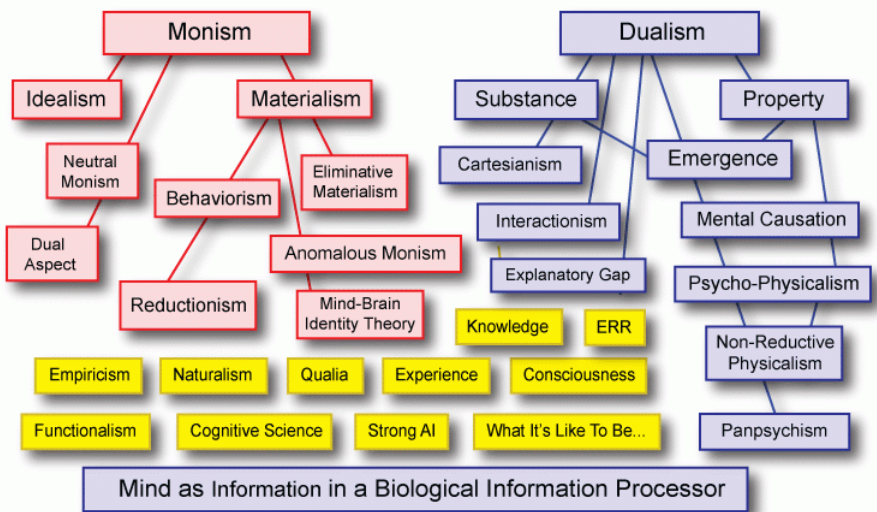 Monism
Dualism
Idealism
Materialism
Substance
Property
Neutral
Monism
Behaviorism
Eliminative
Materialism
Cartesianism
Emergence
Dual
Aspect
Anomalous Monism
Interactionism
Mental Causation
Reductionism
Mind-Brain
Identity Theory
Explanatory Gap
Psycho-Physicalism
Knowledge
ERR
Non-Reductive
Physicalism
Empiricism
Naturalism
Qualia
Experience
Consciousness
Functionalism
Cognitive Science
Strong AI
What It's Like To Be...
Panpsychism
Mind as Information in a Biological Information Processor